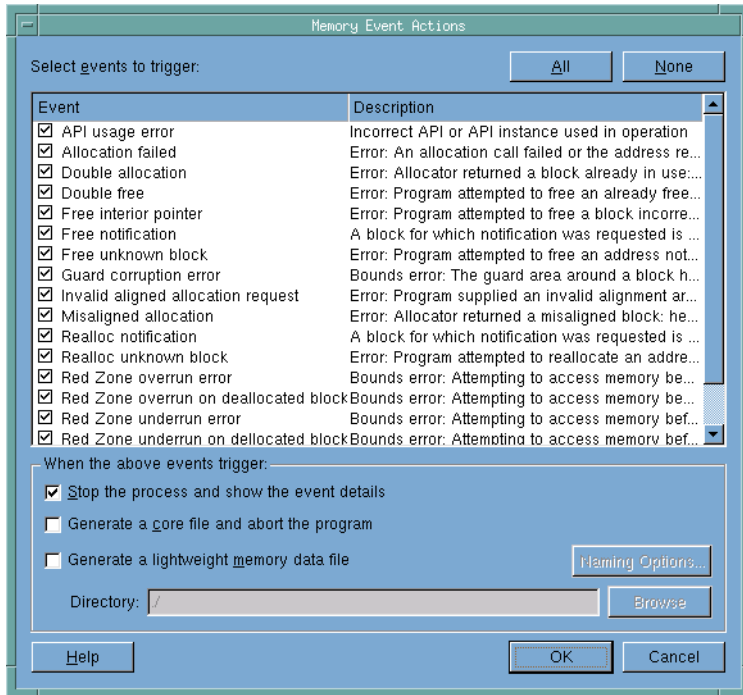 Memory Event Actions
Select events to trigger: All None
Event Description
API usage error Incorrect API or API instance used in operation
Allocation failed Error: An allocation call failed or the address re...
Double allocation Error: Allocator returned a block already in use:...
Double free Error: Program attempted to free an already free...
Free interior pointer Error: Program attempted to free a block incorre...
Free notification A block for which notification was requested is ...
Free unknown block Error: Program attempted to free an address not...
Guard corruption error Bounds error: The guard area around a block h...
Invalid aligned allocation request Error: Program supplied an invalid alignment ar...
Misaligned allocation Error: Allocator returned a misaligned block: he...
Realloc notification A block for which notification was requested is ...
Realloc unknown block Error: Program attempted to reallocate an addre...
Red Zone overrun error Bounds error: Attempting to access memory be...
Red Zone overrun on deallocated block Bounds error: Attempting to access memory be...
Red Zone underrun error Bounds error: Attempting to access memory bef...
Red Zone underrun on dellocated block Bounds error: Attempting to access memory bef...
When the above events trigger:
Stop the process and show the event details
Generate a core file and abort the program
Generate a lightweight memory data file Naming Options...
Directory: ./ Browse
Help OK Cancel